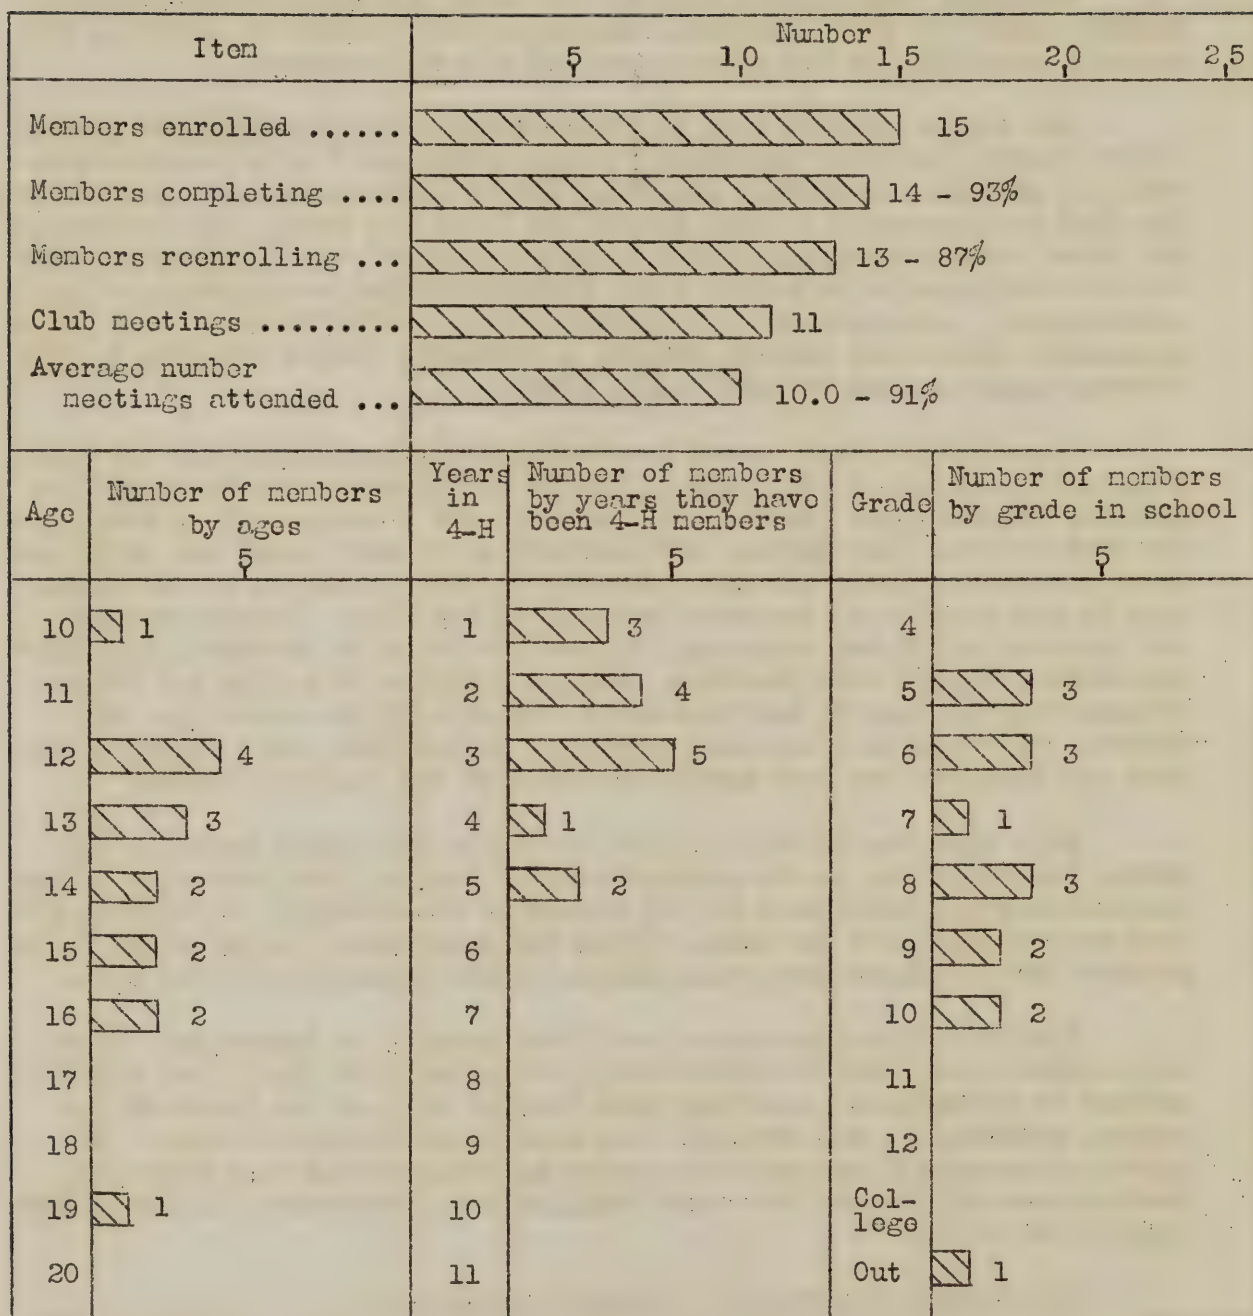 Item
Number
5 10 15 20 25
Members enrolled ...... 15
Members completing .... 14 - 93%
Members reenrolling ... 13 - 87%
Club meetings ......... 11
Average number
meetings attended ... 10.0 - 91%
Age
Number of members
by ages
5
10 1
11
12 4
13 3
14 2
15 2
16 2
17
18
19 1
20
Years
in
4-H
Number of members
by years they have
been 4-H members
5
1 3
2 4
3 5
4 1
5 2
6
7
8
9
10
11
Grade
Number of members
by grade in school
5
4
5 3
6 3
7 1
8 3
9 2
10 2
11
12
Col-
lege
Out 1